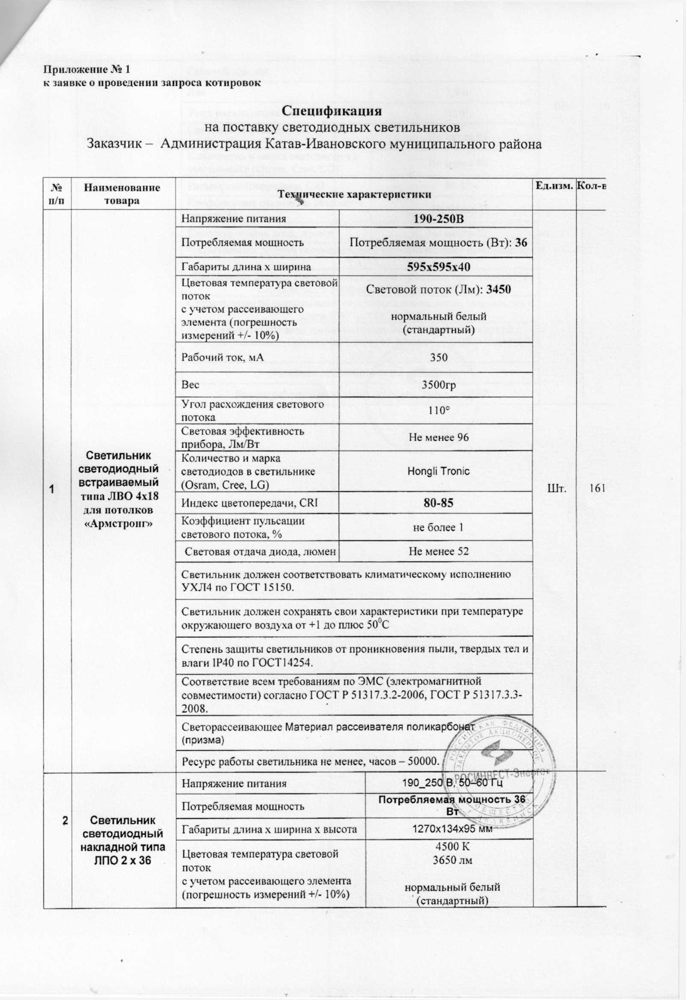 Приложение № 1
к заявке о проведении запроса котировок
Спецификация
на поставку светодиодных светильников
Заказчик – Администрация Катав-Ивановского муниципального района
№ п/п
Наименование товара
Технические характеристики
Ед.изм.
Кол-в
1
Светильник
светодиодный
встраиваемый
типа ЛВО 4х18
для потолков
«Армстронг»
Напряжение питания
190-250В
Потребляемая мощность
Потребляемая мощность (Вт): 36
Габариты длина х ширина
595х595х40
Цветовая температура световой
поток
с учетом рассеивающего
элемента (погрешность
измерений +/- 10%)
Световой поток (Лм): 3450
нормальный белый
(стандартный)
Рабочий ток, мА
350
Вес
3500гр
Угол расхождения светового
потока
110°
Световая эффективность
прибора, Лм/Вт
Не менее 96
Количество и марка
светодиодов в светильнике
(Osram, Cree, LG)
Hongli Tronic
Индекс цветопередачи, CRI
80-85
Коэффициент пульсации
светового потока, %
не более 1
Световая отдача диода, люмен
Не менее 52
Светильник должен соответствовать климатическому исполнению
УХЛ4 по ГОСТ 15150.
Светильник должен сохранять свои характеристики при температуре
окружающего воздуха от +1 до плюс 50⁰С
Степень защиты светильников от проникновения пыли, твердых тел и
влаги IP40 по ГОСТ14254.
Соответствие всем требованиям по ЭМС (электромагнитной
совместимости) согласно ГОСТ Р 51317.3.2-2006, ГОСТ Р 51317.3.3-
2008.
Светорассеивающее Материал рассеивателя поликарбонат
(призма)
Ресурс работы светильника не менее, часов – 50000.
Шт.
161
2
Светильник
светодиодный
накладной типа
ЛПО 2 х 36
Напряжение питания
190_250 В, 50–60 Гц
Потребляемая мощность
Потребляемая мощность 36
Вт
Габариты длина х ширина х высота
1270х134х95 мм
Цветовая температура световой
поток
с учетом рассеивающего элемента
(погрешность измерений +/- 10%)
4500 К
3650 лм
нормальный белый
(стандартный)
РОССИЙСКАЯ ФЕДЕРАЦИЯ
ЗАКРЫТОЕ АКЦИОНЕРНОЕ
РОСИНВЕСТ-Энерго»
ОБЩЕСТВО
г. ЧЕЛЯБИНСК